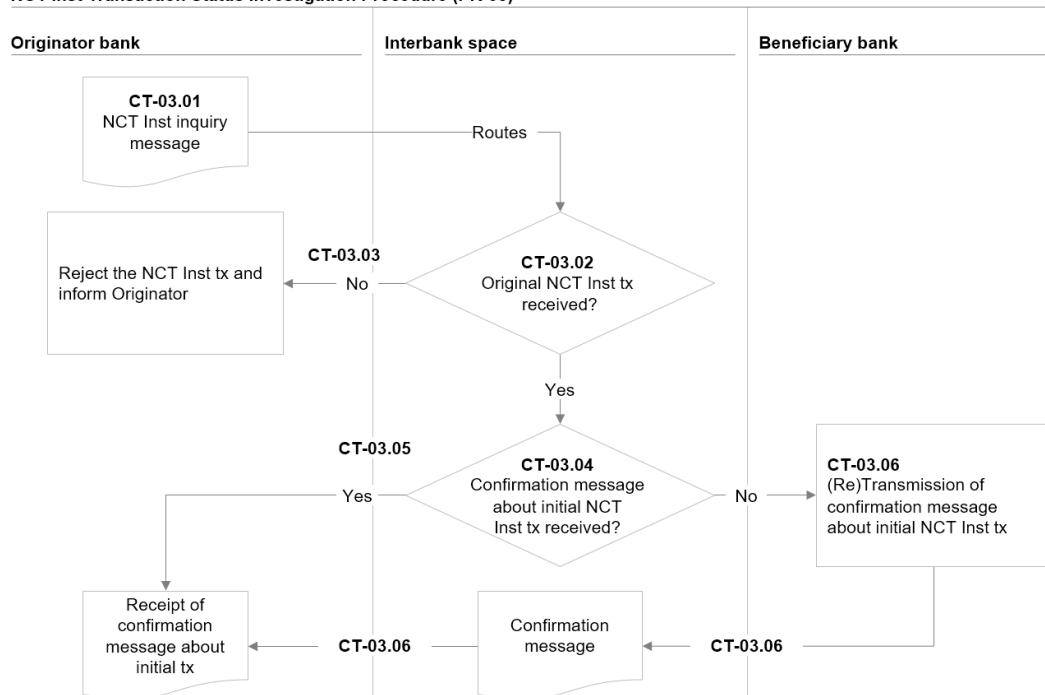 Originator bank
Interbank space
Beneficiary bank
CT-03.01
NCT Inst inquiry
message
Routes
CT-03.03
No
Reject the NCT Inst tx and
inform Originator
CT-03.02
Original NCT Inst tx
received?
Yes
CT-03.05
Yes
CT-03.04
Confirmation message
about initial NCT
Inst tx received?
No
CT-03.06
(Re)Transmission of
confirmation message
about initial NCT Inst tx
Receipt of
confirmation
message about
initial tx
CT-03.06
Confirmation
message
CT-03.06